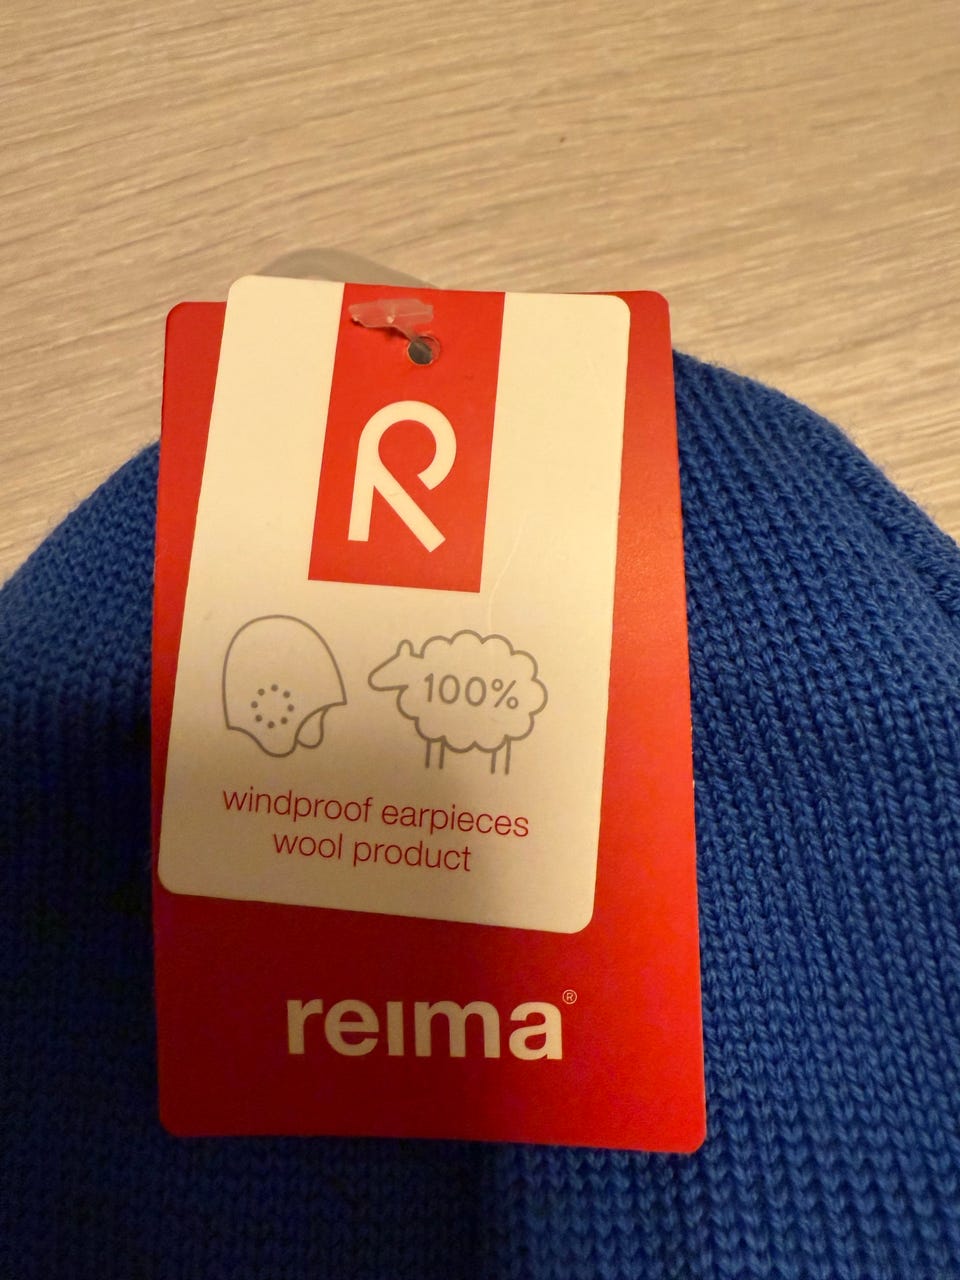 R
100%
windproof earpieces
wool product
reima®